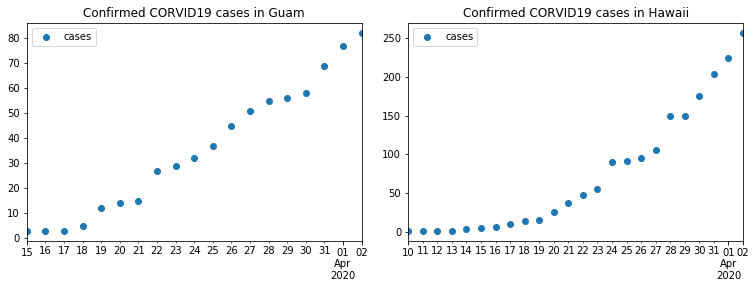 Confirmed CORVID19 cases in Guam
cases
80
70
60
50
40
30
20
10
0
15 16 17 18 19 20 21 22 23 24 25 26 27 28 29 30 31 01 02
Apr
2020
Confirmed CORVID19 cases in Hawaii
cases
250
200
150
100
50
0
10 11 12 13 14 15 16 17 18 19 20 21 22 23 24 25 26 27 28 29 30 31 01 02
Apr
2020